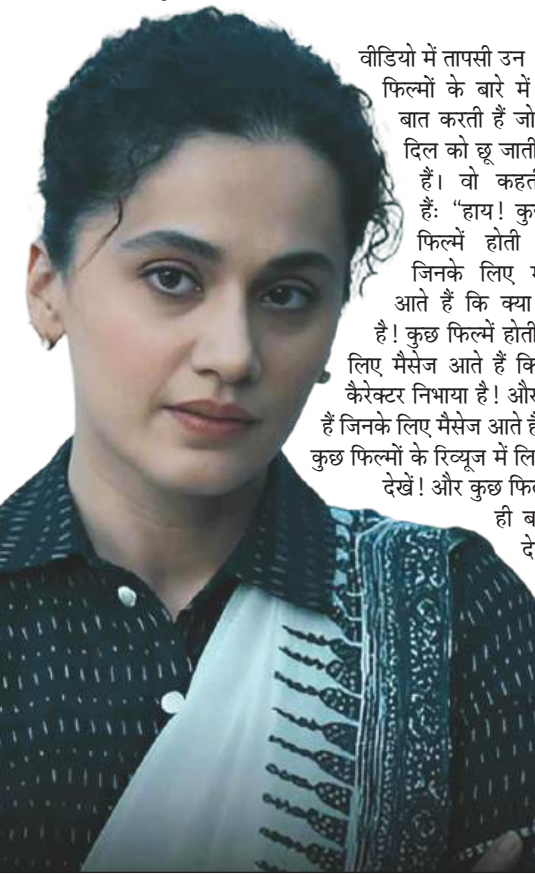 वीडियो में तापसी उन
फिल्मों के बारे में
बात करती हैं जो
दिल को छू जाती
हैं। वो कहत
हैंः “हाय! कु
फिल्में होती
जिनके लिए
आते हैं कि क्या
है! कुछ फिल्में होती
लिए मैसेज आते हैं कि
कैरेक्टर निभाया है! और
हैं जिनके लिए मैसेज आते है
कुछ फिल्मों के रिव्यूज में लि
देखें! और कुछ फिल
ही ब
दे